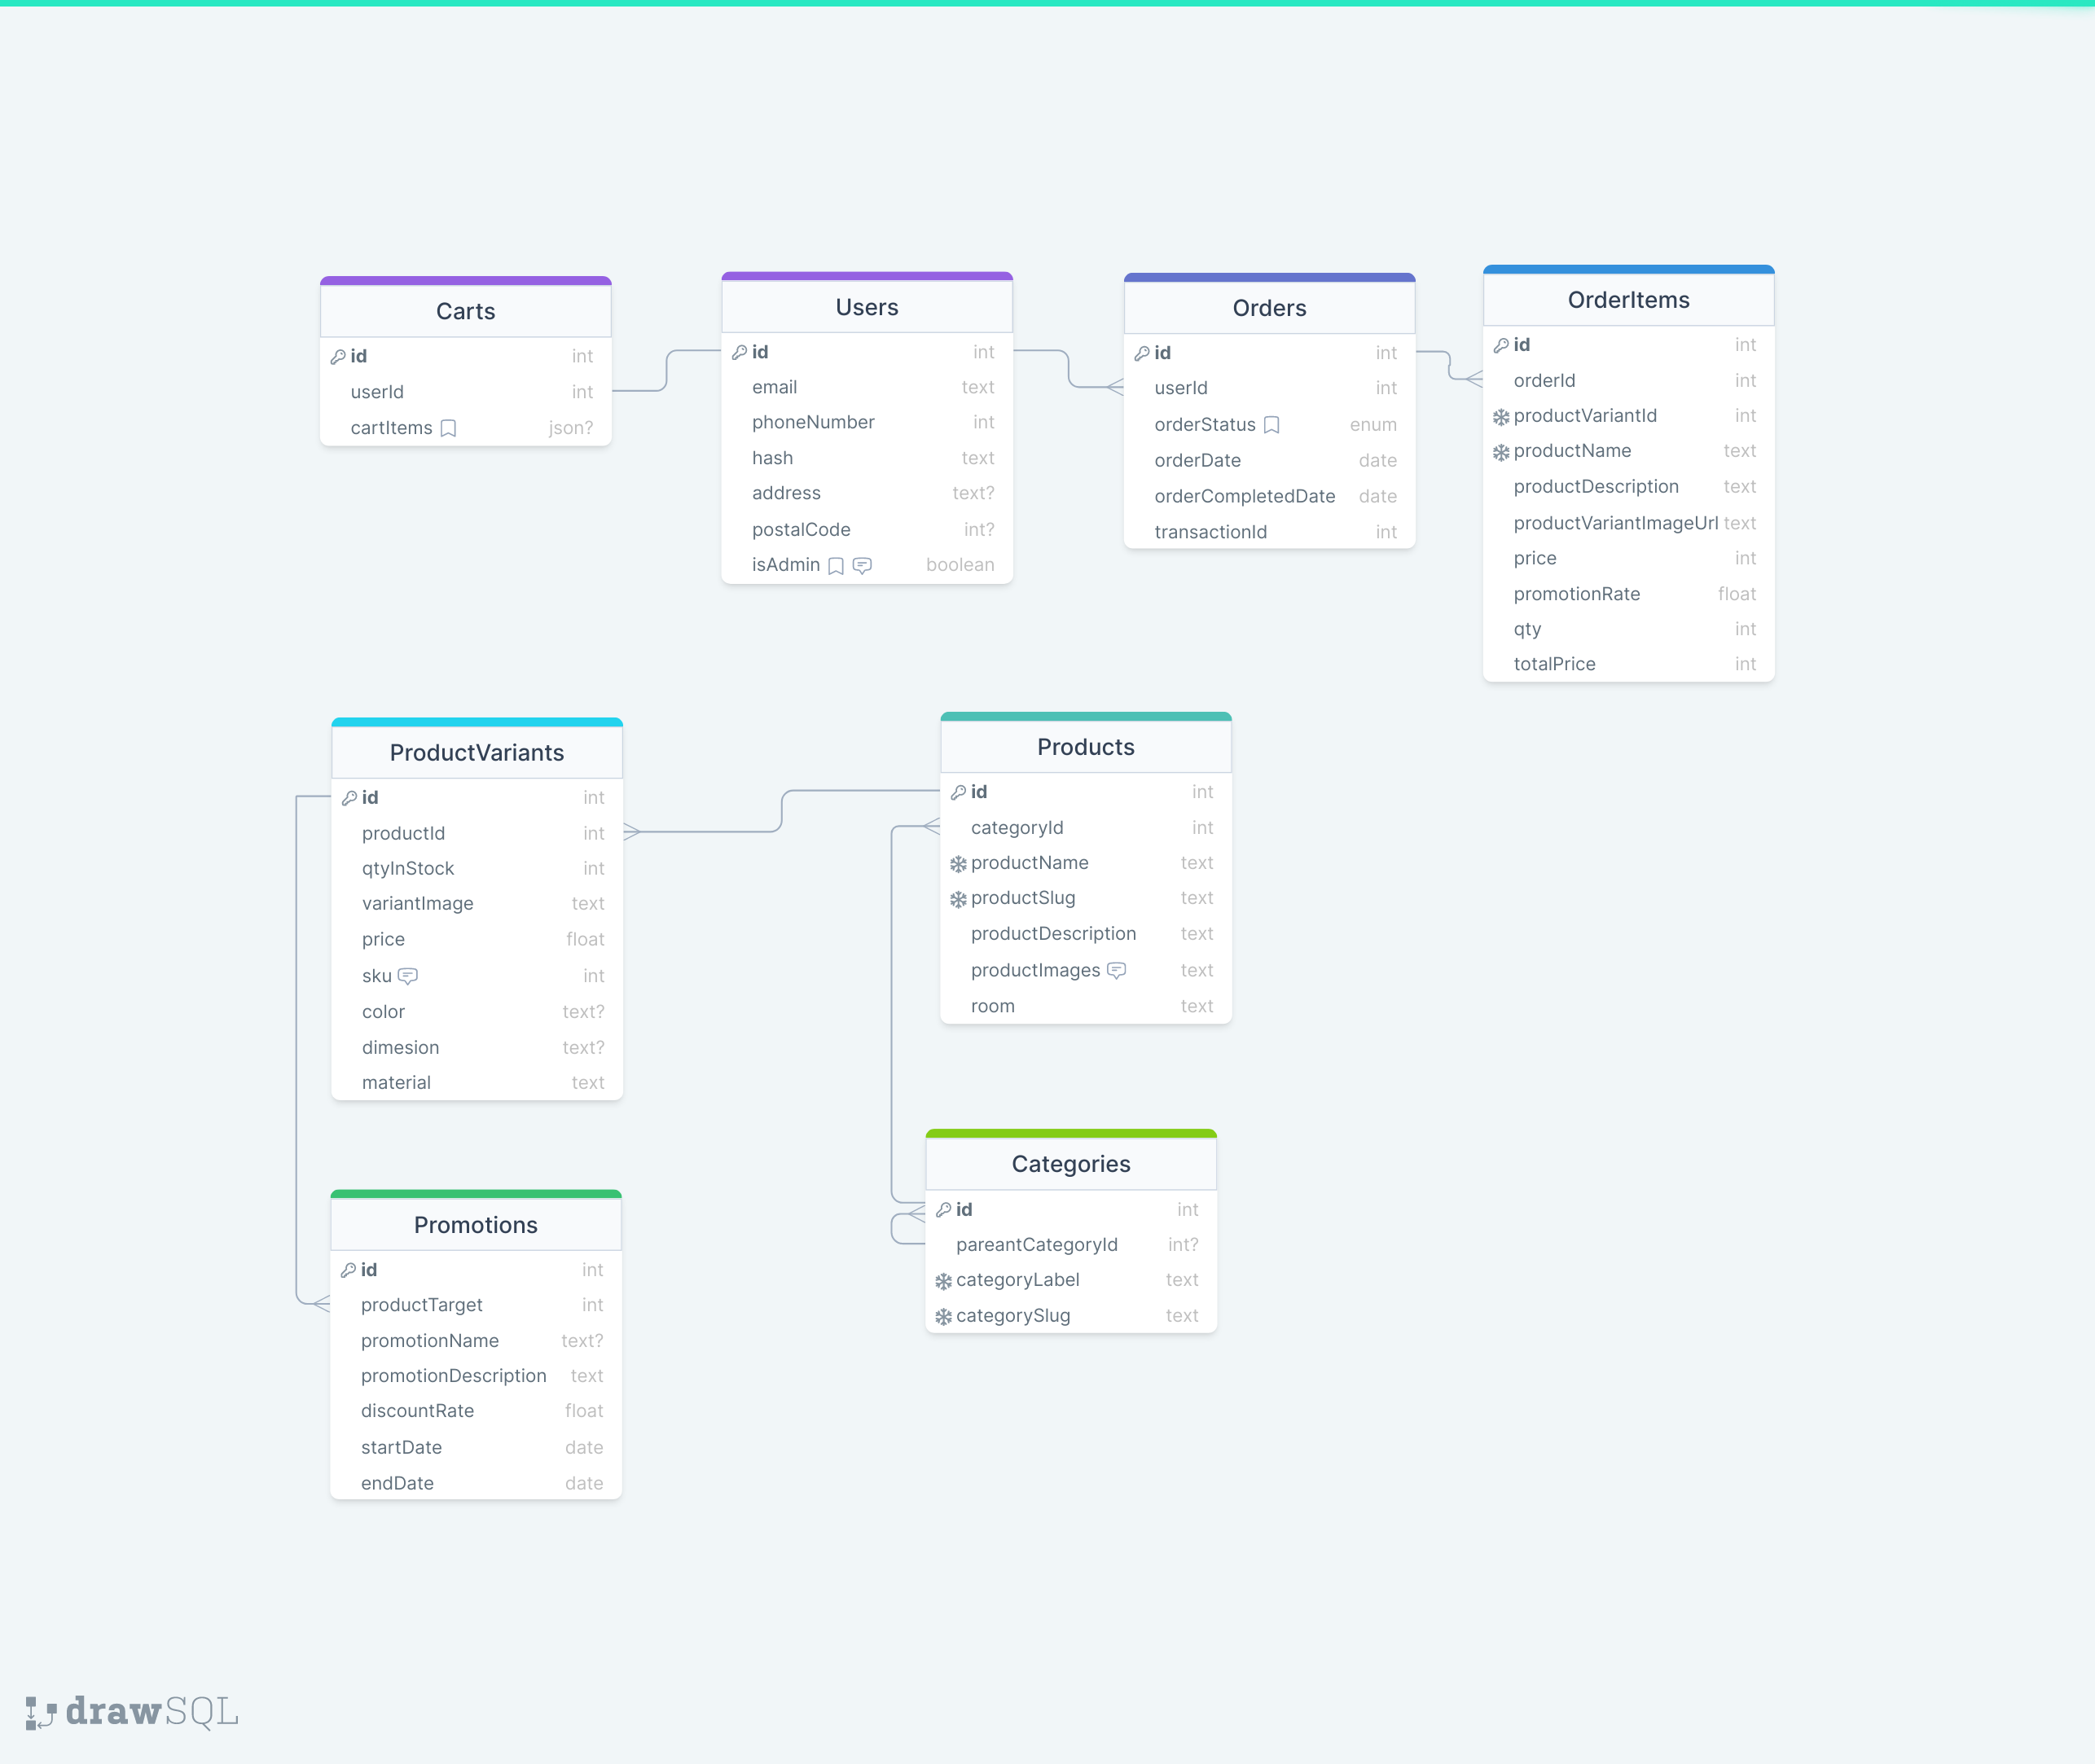 Carts
id int
userId int
cartItems json?
Users
id int
email text
phoneNumber int
hash text
address text?
postalCode int?
isAdmin boolean
Orders
id int
userId int
orderStatus enum
orderDate date
orderCompletedDate date
transactionId int
OrderItems
id int
orderId int
productVariantId int
productName text
productDescription text
productVariantImageUrl text
price int
promotionRate float
qty int
totalPrice int
ProductVariants
id int
productId int
qtyInStock int
variantImage text
price float
sku int
color text?
dimesion text?
material text
Products
id int
categoryId int
productName text
productSlug text
productDescription text
productImages text
room text
Promotions
id int
productTarget int
promotionName text?
promotionDescription text
discountRate float
startDate date
endDate date
Categories
id int
pareantCategoryId int?
categoryLabel text
categorySlug text
drawSQL